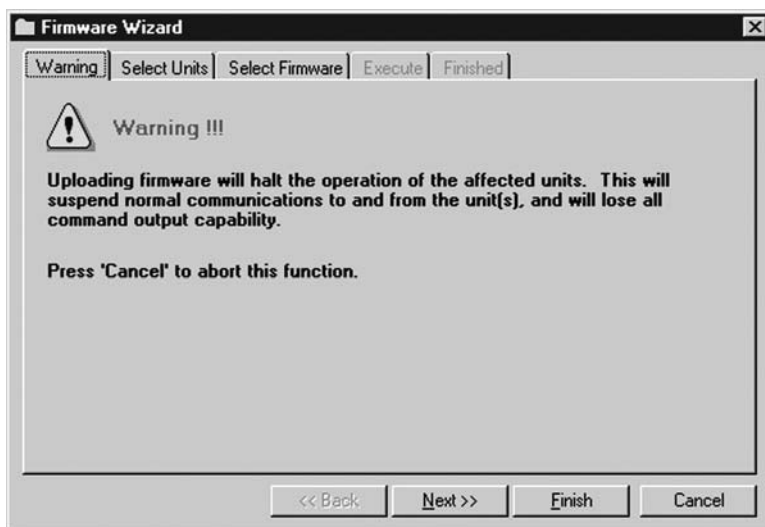 Firmware Wizard
Warning Select Units Select Firmware Execute Finished
Warning !!!
Uploading firmware will halt the operation of the affected units. This will
suspend normal communications to and from the unit(s), and will lose all
command output capability.
Press 'Cancel' to abort this function.
<< Back Next >> Finish Cancel